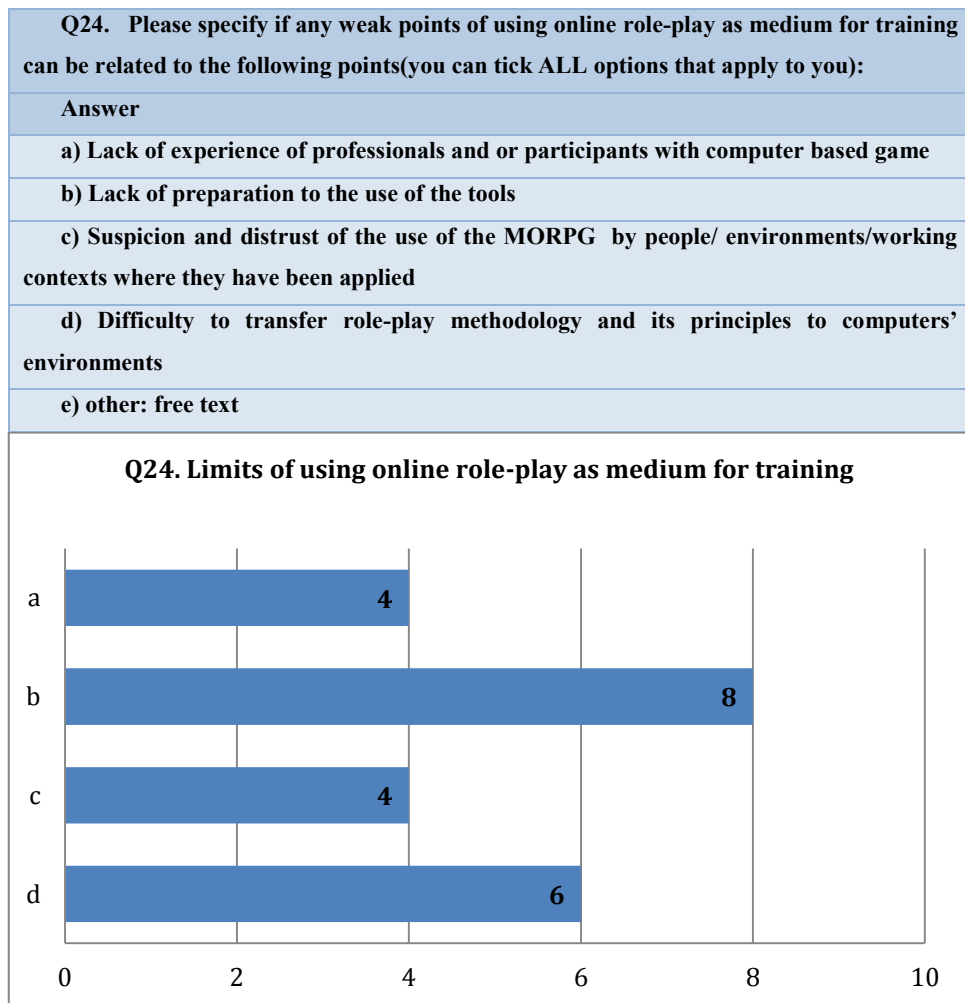 Q24. Please specify if any weak points of using online role-play as medium for training
can be related to the following points(you can tick ALL options that apply to you):
Answer
a) Lack of experience of professionals and or participants with computer based game
b) Lack of preparation to the use of the tools
c) Suspicion and distrust of the use of the MORPG by people/ environments/working
contexts where they have been applied
d) Difficulty to transfer role-play methodology and its principles to computers’
environments
e) other: free text
Q24. Limits of using online role-play as medium for training
a
4
b
8
c
4
d
6
0 2 4 6 8 10